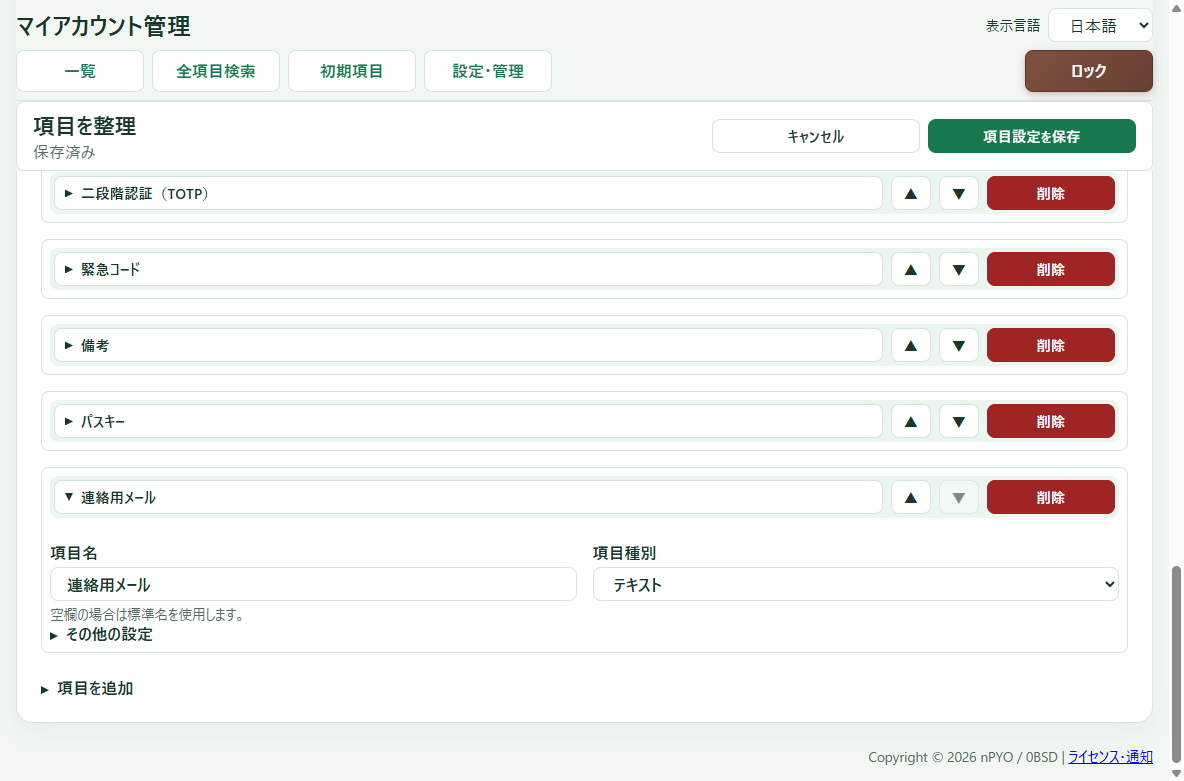 マイアカウント管理
表示言語 日本語
一覧 全項目検索 初期項目 設定・管理 ロック
項目を整理
保存済み
キャンセル 項目設定を保存
▶ 二段階認証（TOTP） ▲ ▼ 削除
▶ 緊急コード ▲ ▼ 削除
▶ 備考 ▲ ▼ 削除
▶ パスキー ▲ ▼ 削除
▼ 連絡用メール ▲ ▼ 削除
項目名 項目種別
連絡用メール テキスト
空欄の場合は標準名を使用します。
▶ その他の設定
▶ 項目を追加
Copyright © 2026 nPYO / 0BSD | ライセンス・通知